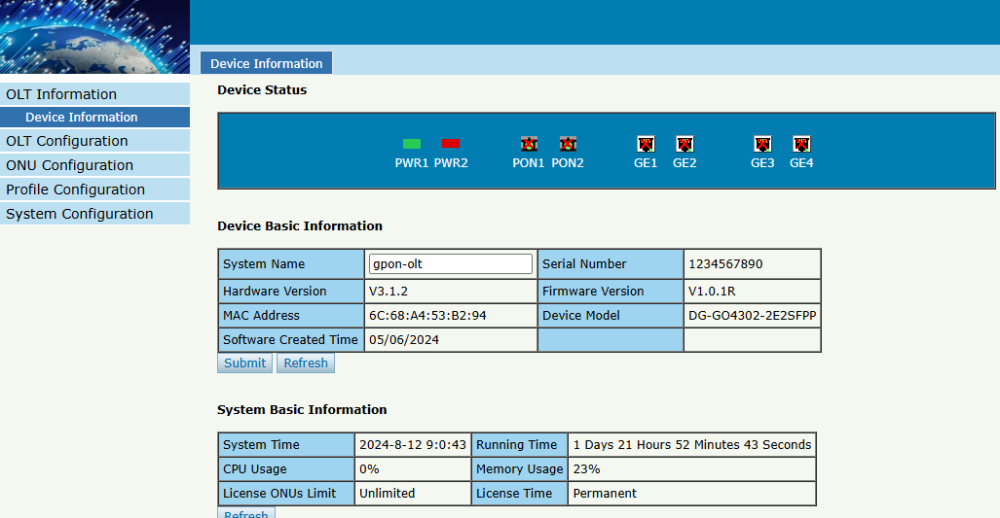 Device Information
OLT Information
Device Information
OLT Configuration
ONU Configuration
Profile Configuration
System Configuration
Device Status
PWR1 PWR2 PON1 PON2 GE1 GE2 GE3 GE4
Device Basic Information
System Name gpon-olt Serial Number 1234567890
Hardware Version V3.1.2 Firmware Version V1.0.1R
MAC Address 6C:68:A4:53:B2:94 Device Model DG-GO4302-2E2SFPP
Software Created Time 05/06/2024
Submit Refresh
System Basic Information
System Time 2024-8-12 9:0:43 Running Time 1 Days 21 Hours 52 Minutes 43 Seconds
CPU Usage 0% Memory Usage 23%
License ONUs Limit Unlimited License Time Permanent
Refresh